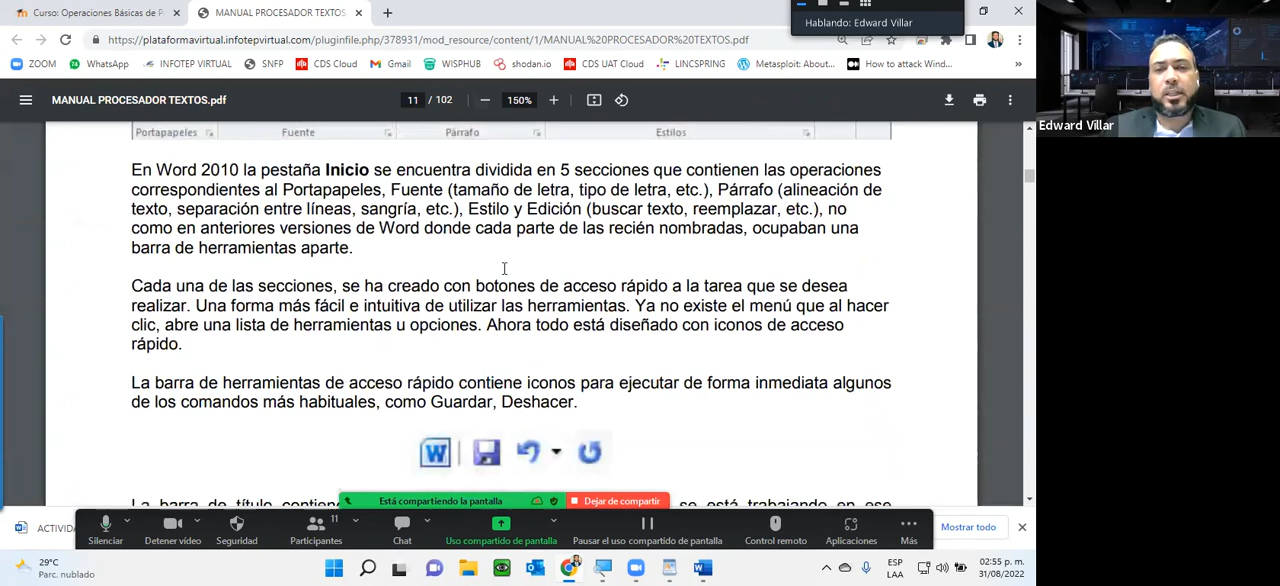 Curso: Operaciones Básicas de P
MANUAL PROCESADOR TEXTOS.
Hablando: Edward Villar
https://plataformavirtual.infotepvirtual.com/pluginfile.php/378931/mod_resource/content/1/MANUAL%20PROCESADOR%20TEXTOS.pdf
ZOOM
WhatsApp
INFOTEP VIRTUAL
SNFP
CDS Cloud
Gmail
WISPHUB
shodan.io
CDS UAT Cloud
LINCSPRING
Metasploit: About...
How to attack Wind...
»
MANUAL PROCESADOR TEXTOS.pdf
11 / 102
150%
Edward Villar
Portapapeles
Fuente
Párrafo
Estilos
En Word 2010 la pestaña Inicio se encuentra dividida en 5 secciones que contienen las operaciones
correspondientes al Portapapeles, Fuente (tamaño de letra, tipo de letra, etc.), Párrafo (alineación de
texto, separación entre líneas, sangría, etc.), Estilo y Edición (buscar texto, reemplazar, etc.), no
como en anteriores versiones de Word donde cada parte de las recién nombradas, ocupaban una
barra de herramientas aparte.
Cada una de las secciones, se ha creado con botones de acceso rápido a la tarea que se desea
realizar. Una forma más fácil e intuitiva de utilizar las herramientas. Ya no existe el menú que al hacer
clic, abre una lista de herramientas u opciones. Ahora todo está diseñado con iconos de acceso
rápido.
La barra de herramientas de acceso rápido contiene iconos para ejecutar de forma inmediata algunos
de los comandos más habituales, como Guardar, Deshacer.
W
La barra de título se está trabajando en ese
Está compartiendo la pantalla
Dejar de compartir
ACTIVIDA
11
Silenciar
Detener video
Seguridad
Participantes
Chat
Uso compartido de pantalla
Pausar el uso compartido de pantalla
Control remoto
Aplicaciones
Más
Mostrar todo
29°C
Parc. nublado
ESP
LAA
02:55 p. m.
31/08/2022